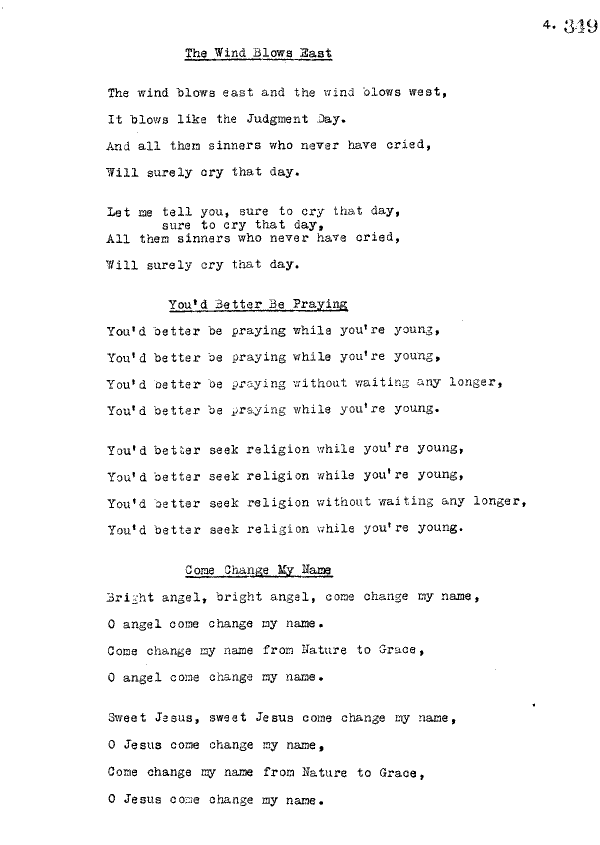 4. 349
The Wind Blows East
The wind blows east and the wind blows west,
It blows like the Judgment Day.
And all them sinners who never have cried,
Will surely cry that day.
Let me tell you, sure to cry that day,
sure to cry that day,
All them sinners who never have cried,
Will surely cry that day.
You'd Better Be Praying
You'd better be praying while you're young,
You'd better be praying while you're young,
You'd better be praying without waiting any longer,
You'd better be praying while you're young.
You'd better seek religion while you're young,
You'd better seek religion while you're young,
You'd better seek religion without waiting any longer,
You'd better seek religion while you're young.
Come Change My Name
Bright angel, bright angel, come change my name,
O angel come change my name.
Come change my name from Nature to Grace,
O angel come change my name.
Sweet Jesus, sweet Jesus come change my name,
O Jesus come change my name,
Come change my name from Nature to Grace,
O Jesus come change my name.